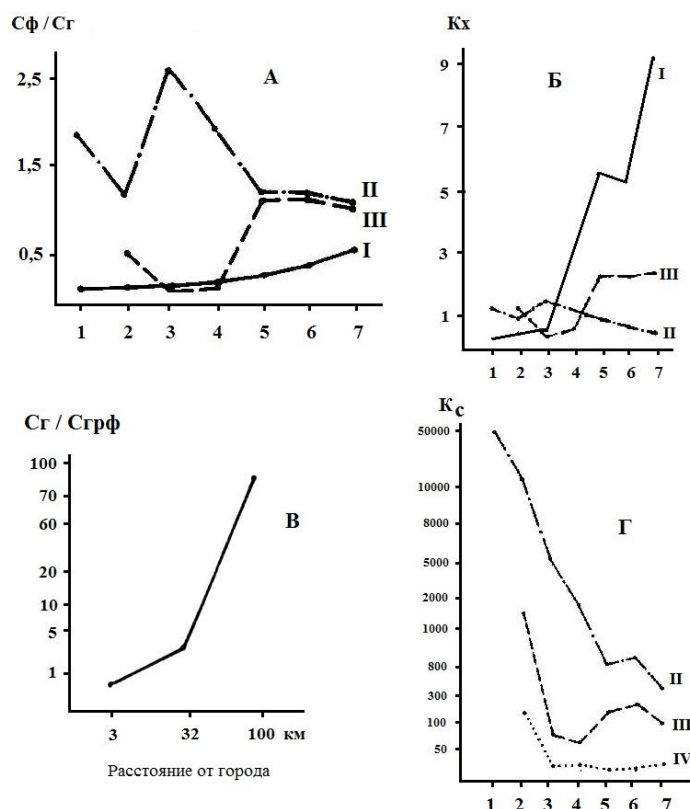 Сф / Сг
А
2,5
1,5
0,5
II
III
I
1 2 3 4 5 6 7
Кх
Б
9
7
5
3
1
I
III
II
1 2 3 4 5 6 7
Сг / Сгрф
В
100
70
60
20
10
5
1
3 32 100 км
Расстояние от города
Кс
Г
50000
10000
8000
5000
2000
1000
800
300
100
50
II
III
IV
1 2 3 4 5 6 7